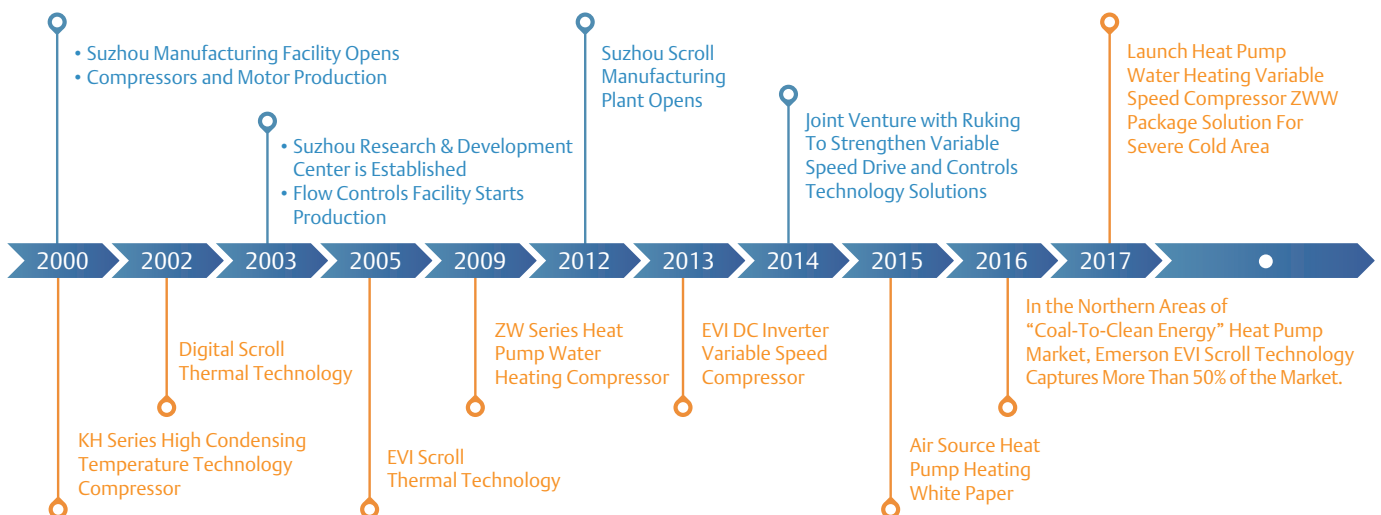 • Suzhou Manufacturing Facility Opens
• Compressors and Motor Production
• Suzhou Research & Development
Center is Established
• Flow Controls Facility Starts
Production
Suzhou Scroll
Manufacturing
Plant Opens
Joint Venture with Ruking
To Strengthen Variable
Speed Drive and Controls
Technology Solutions
Launch Heat Pump
Water Heating Variable
Speed Compressor ZWW
Package Solution For
Severe Cold Area
2000
2002
2003
2005
2009
2012
2013
2014
2015
2016
2017
KH Series High Condensing
Temperature Technology
Compressor
Digital Scroll
Thermal Technology
EVI Scroll
Thermal Technology
ZW Series Heat
Pump Water
Heating Compressor
EVI DC Inverter
Variable Speed
Compressor
Air Source Heat
Pump Heating
White Paper
In the Northern Areas of
“Coal-To-Clean Energy” Heat Pump
Market, Emerson EVI Scroll Technology
Captures More Than 50% of the Market.